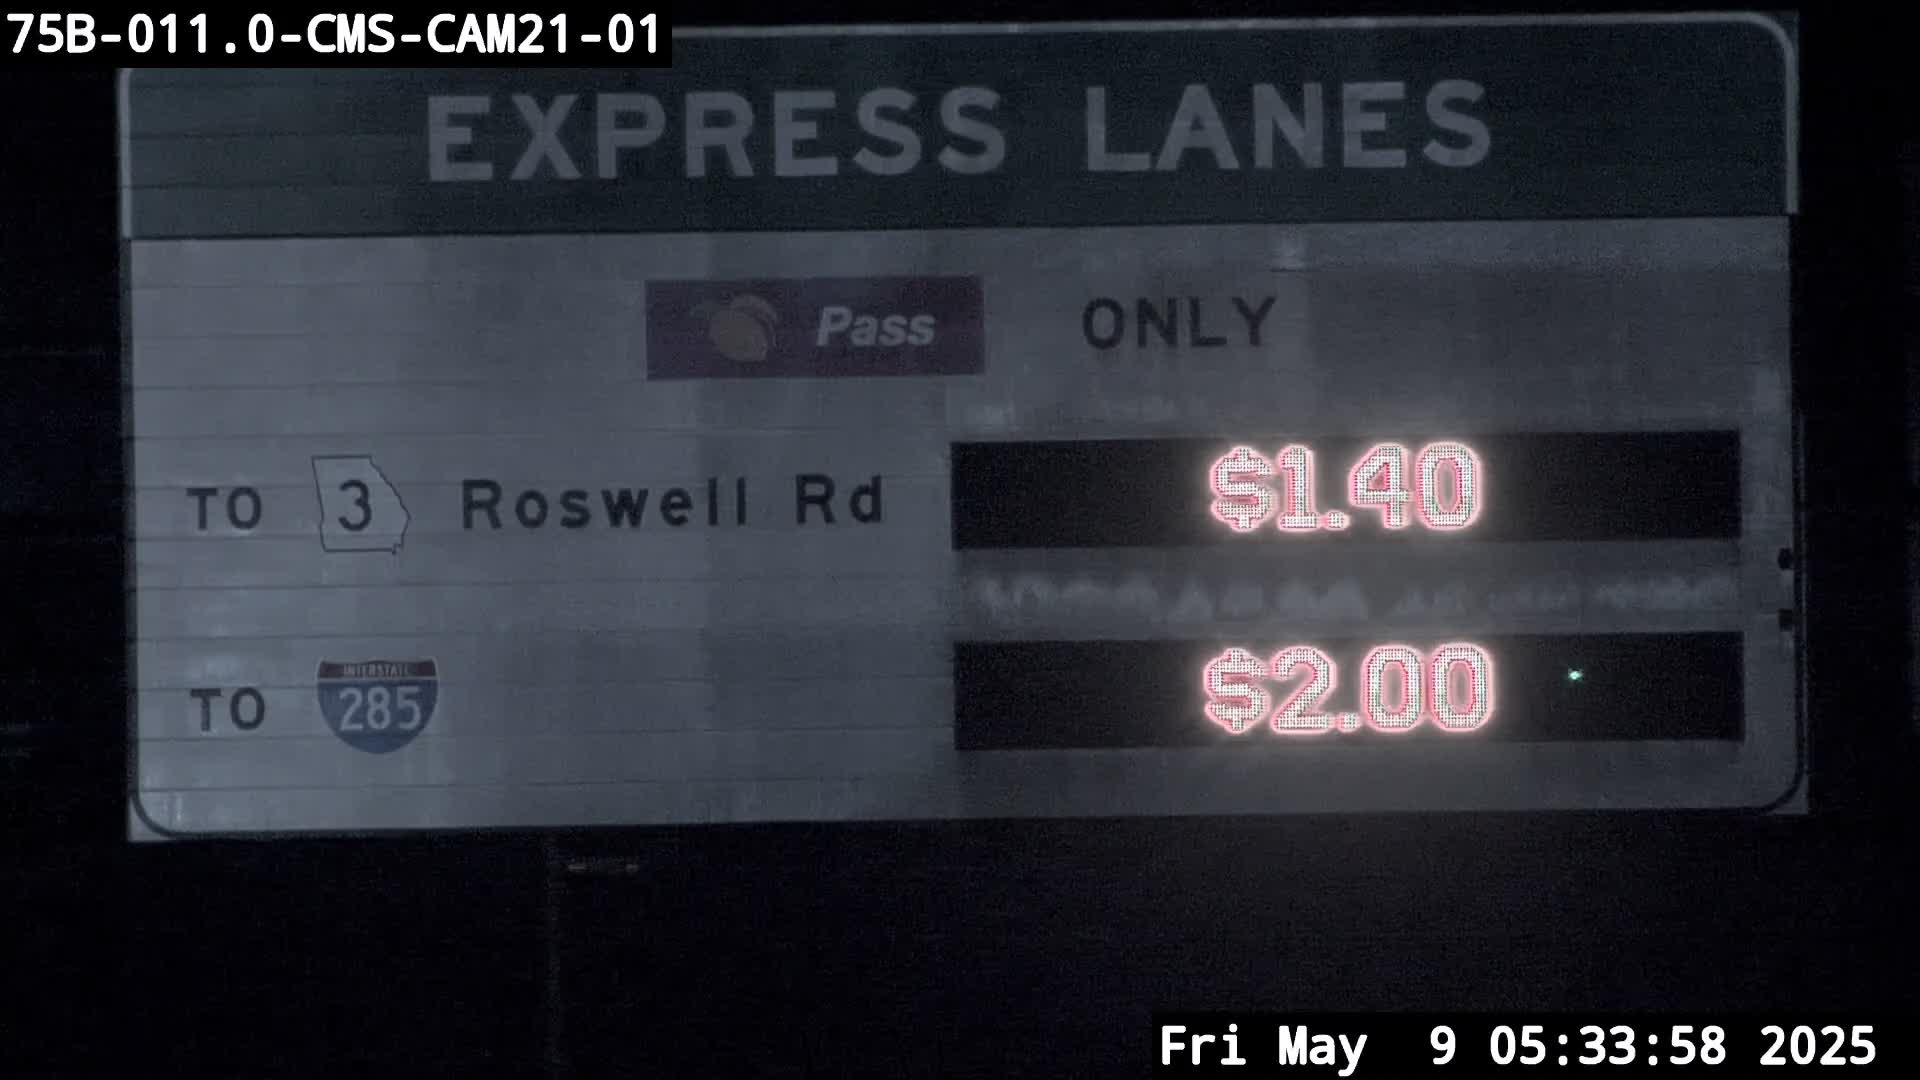 75B-011.0-CMS-CAM21-01
EXPRESS LANES
Pass ONLY
TO 3 Roswell Rd $1.40
TO INTERSTATE 285 $2.00
Fri May 9 05:33:58 2025